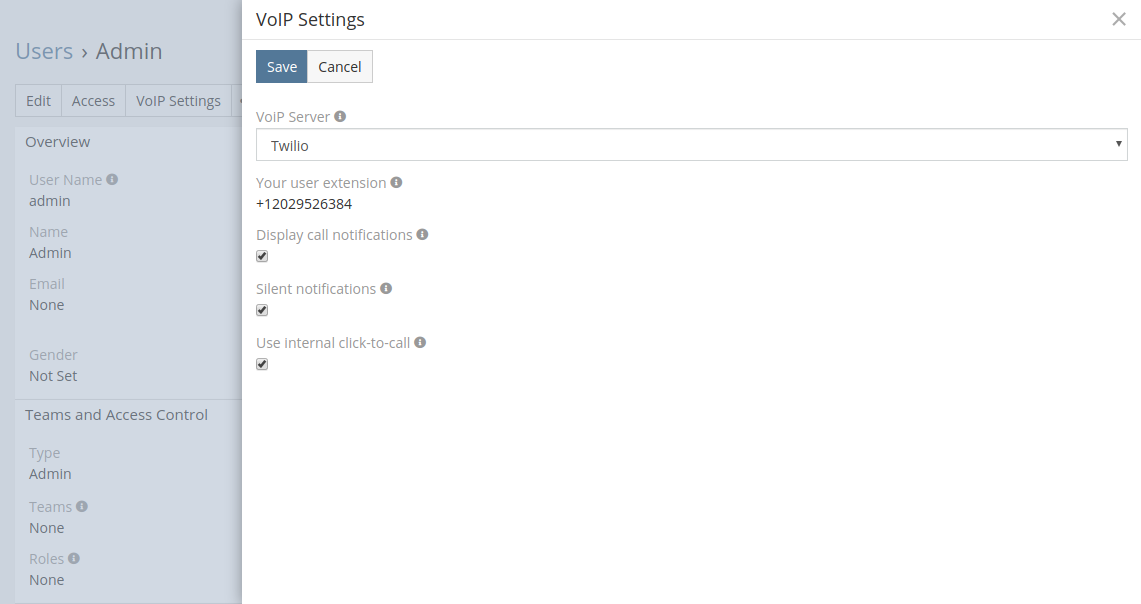 Users › Admin
Edit
Access
VoIP Settings
Overview
User Name
admin
Name
Admin
Email
None
Gender
Not Set
Teams and Access Control
Type
Admin
Teams
None
Roles
None
VoIP Settings
Save
Cancel
VoIP Server
Twilio
Your user extension
+12029526384
Display call notifications
Silent notifications
Use internal click-to-call